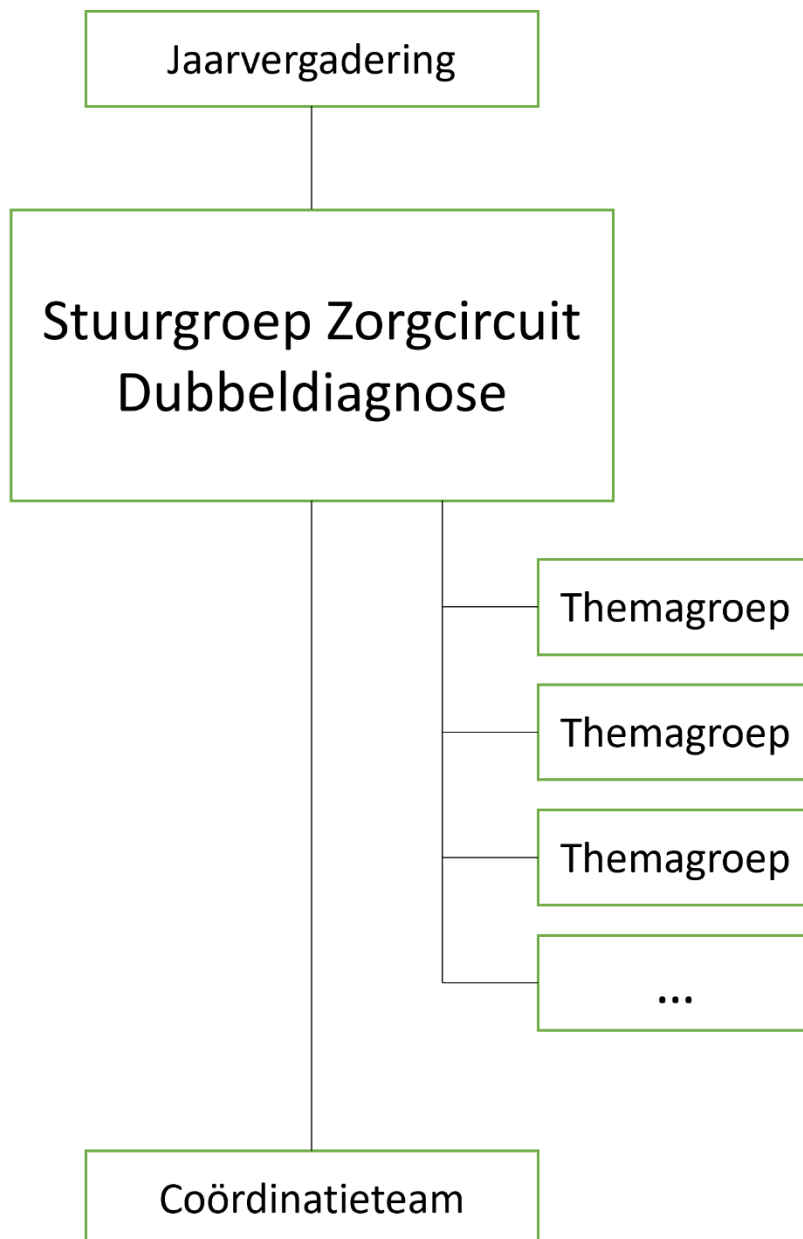 Jaarvergadering
Stuurgroep Zorgcircuit
Dubbeldiagnose
Themagroep
Themagroep
Themagroep
...
Coördinatieteam